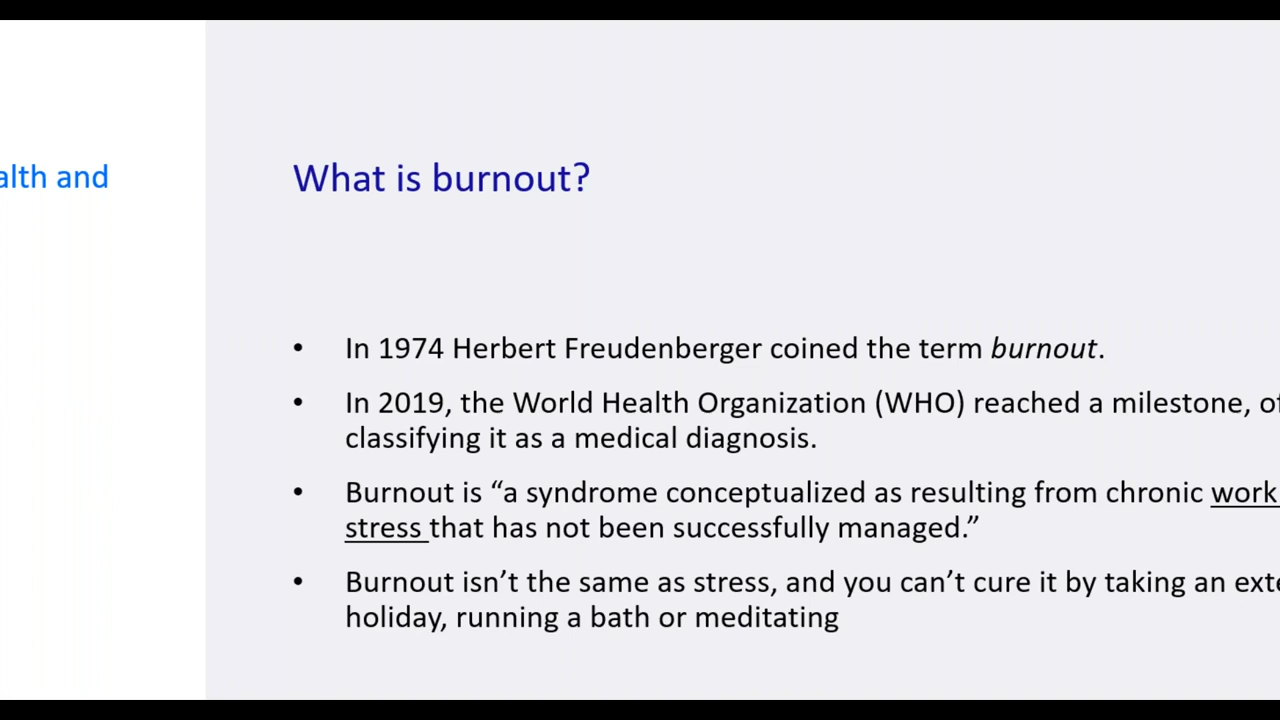 alth and
What is burnout?
• In 1974 Herbert Freudenberger coined the term burnout.
• In 2019, the World Health Organization (WHO) reached a milestone,
classifying it as a medical diagnosis.
• Burnout is “a syndrome conceptualized as resulting from chronic work
stress that has not been successfully managed.”
• Burnout isn’t the same as stress, and you can’t cure it by taking an
holiday, running a bath or meditating